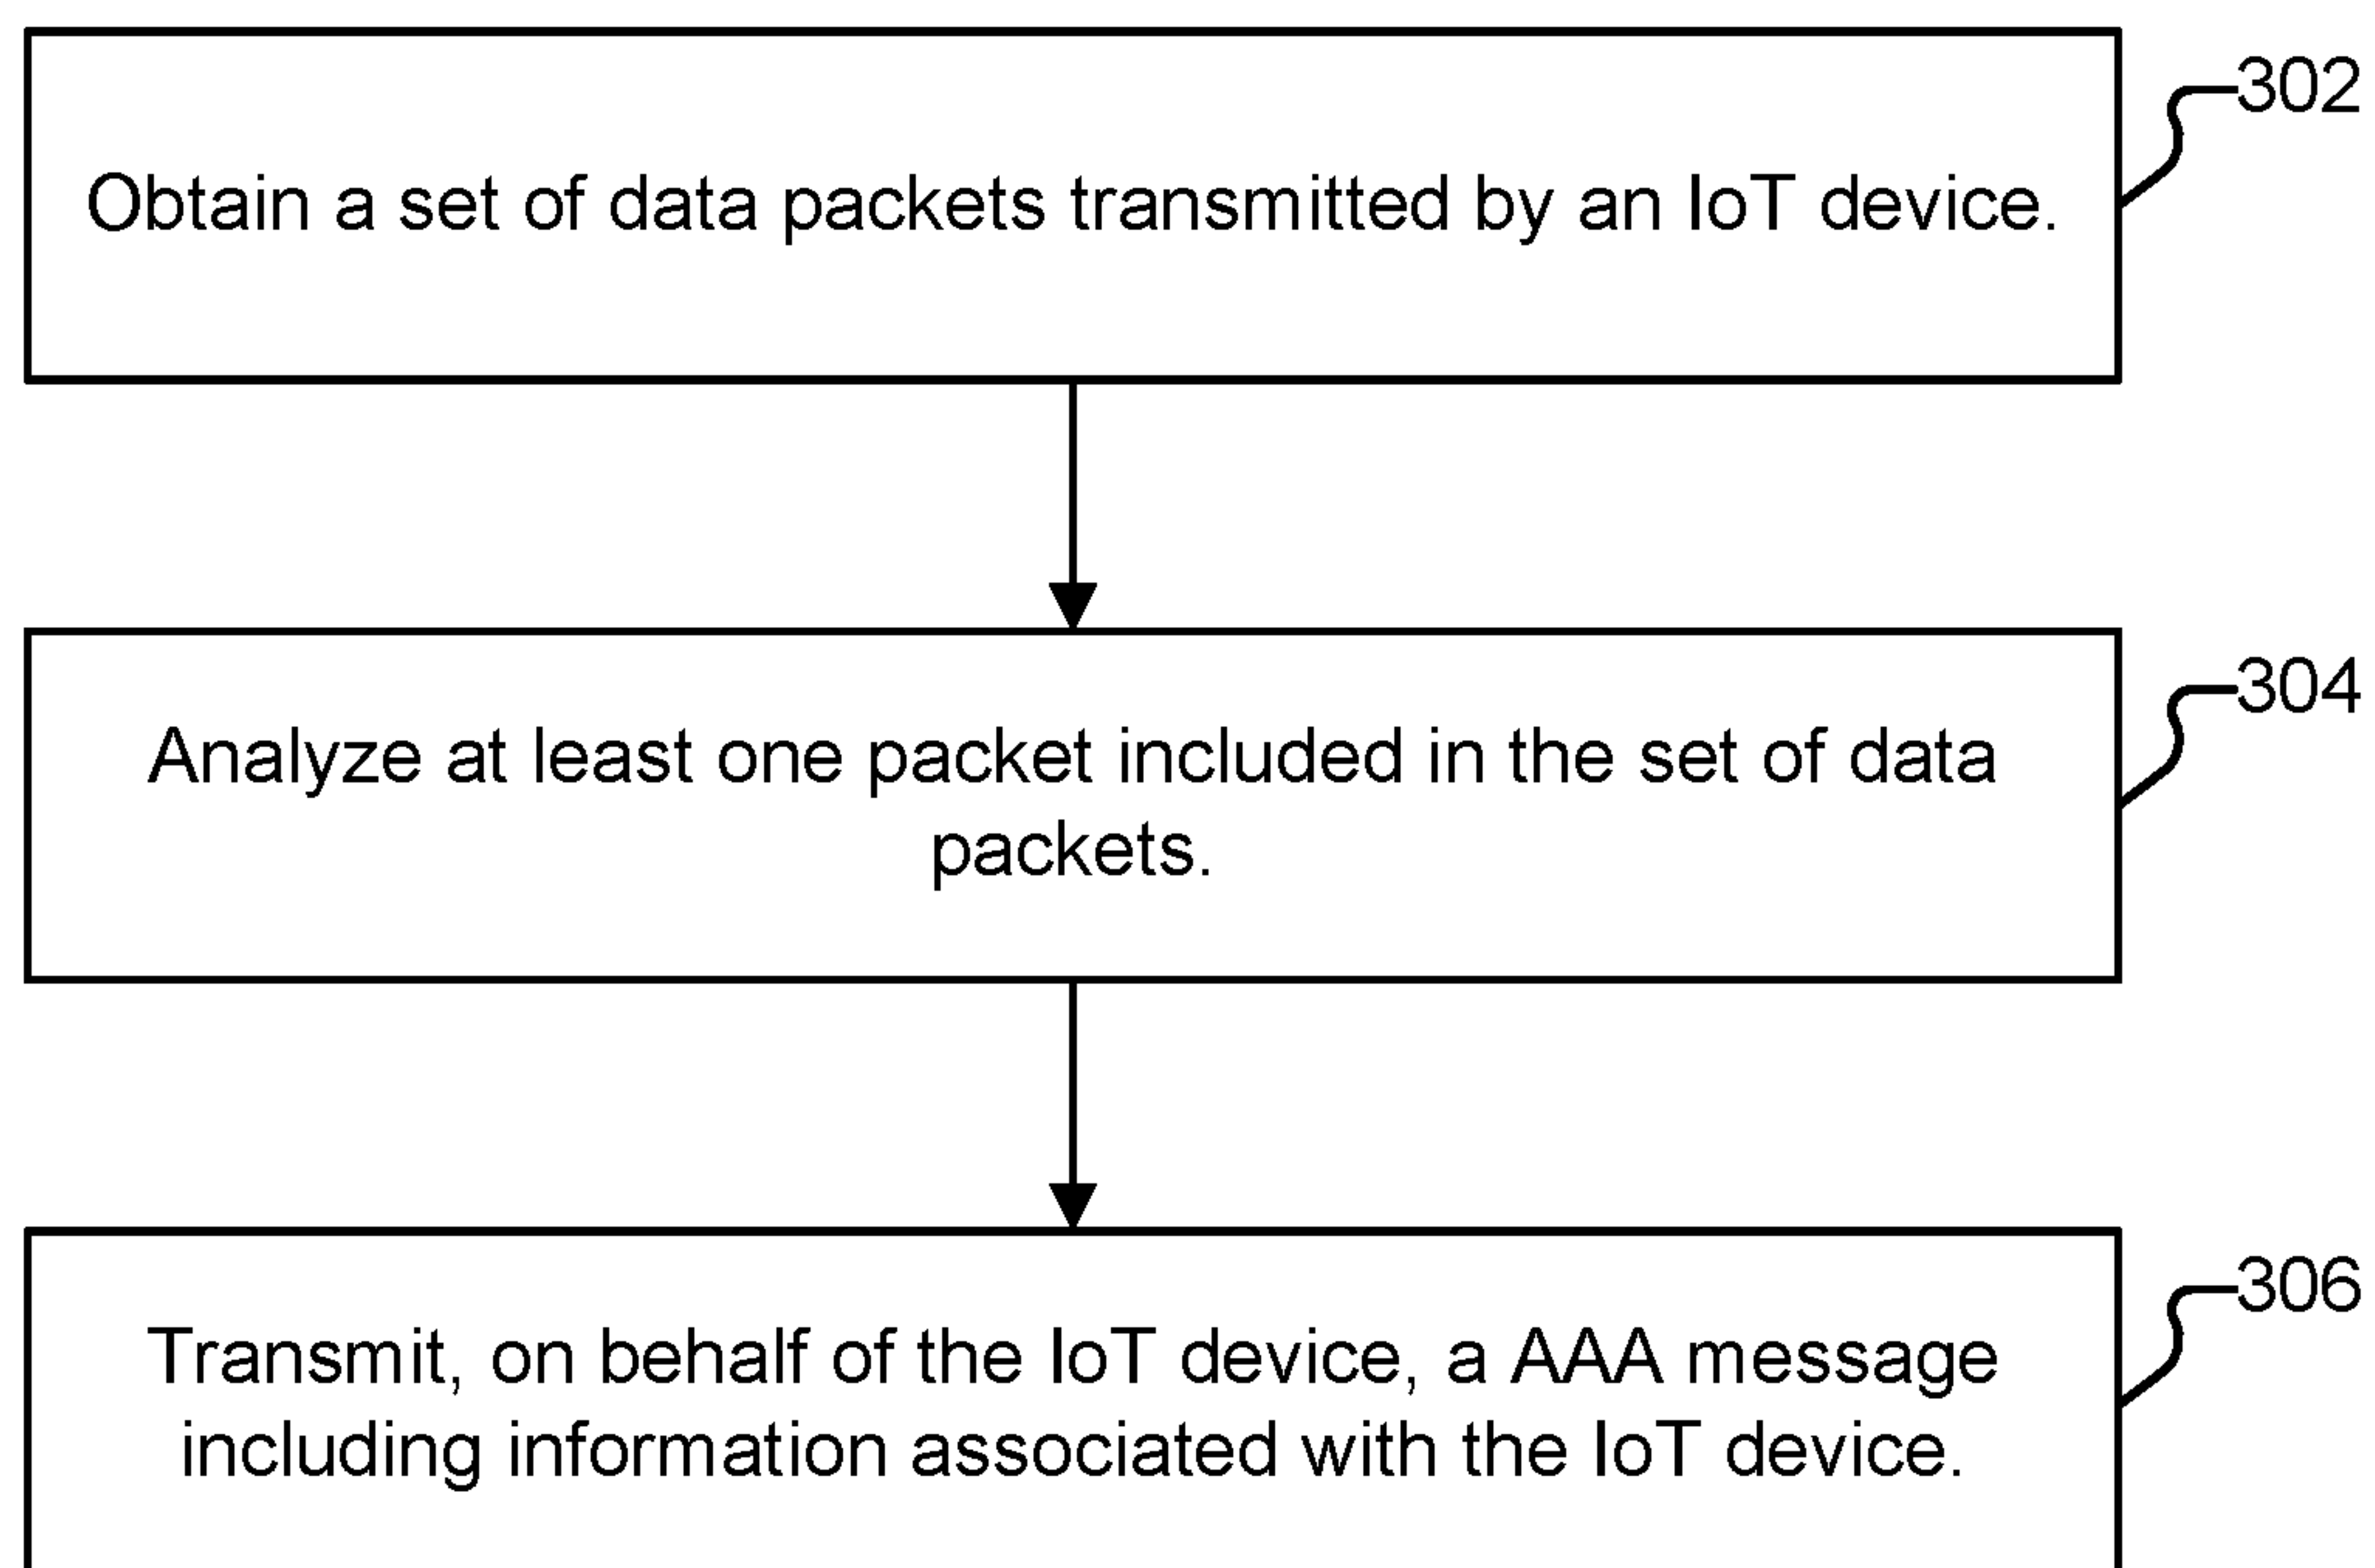 302
Obtain a set of data packets transmitted by an IoT device.
304
Analyze at least one packet included in the set of data
packets.
306
Transmit, on behalf of the IoT device, a AAA message
including information associated with the IoT device.